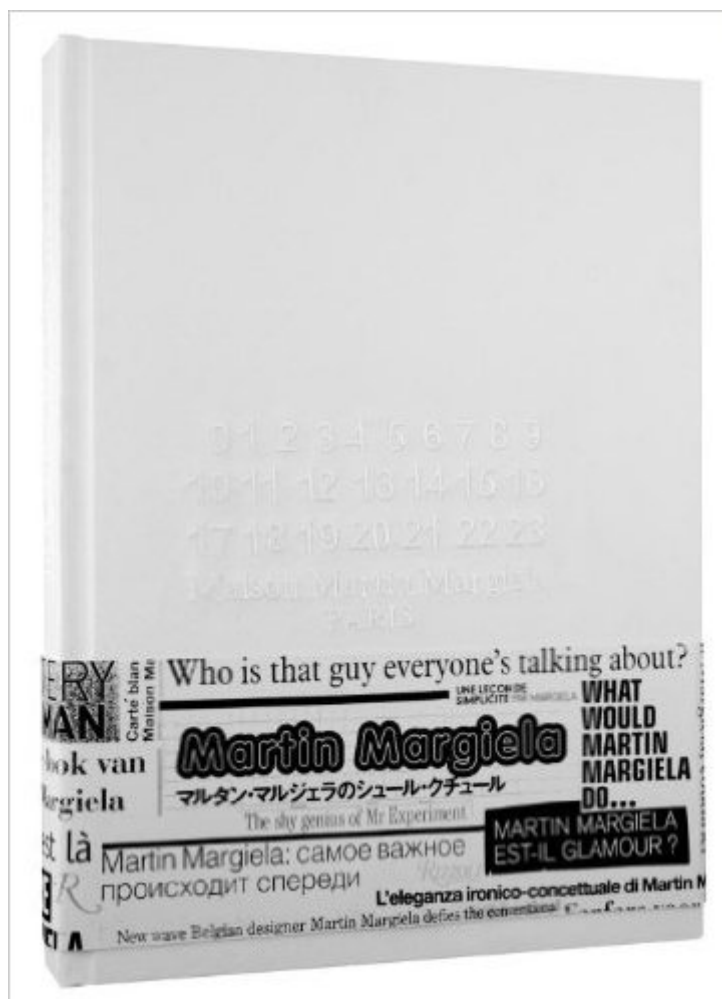 0 1 2 3 4 5 6 7 8 9
10 11 12 13 14 15 16
17 18 19 20 21 22 23
Maison Martin Margiela
PARIS
Who is that guy everyone's talking about?
VERY
MAN
Carte blan
Maison Ma
UNE LEÇON DE
SIMPLICITÉ PAR MARGIELA
WHAT
WOULD
MARTIN
MARGIELA
DO...
Martin Margiela
マルタン・マルジェラのシュール・クチュール
ook van
argiela
The shy genius of Mr Experiment
MARTIN MARGIELA
EST-IL GLAMOUR ?
st là
Martin Margiela: самое важное
происходит спереди
R
L'eleganza ironico-concettuale di Martin M
New wave Belgian designer Martin Margiela defies the conventional